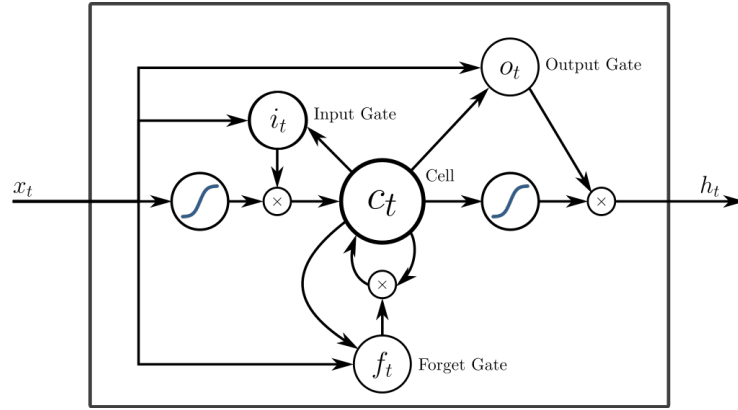 o_t Output Gate
i_t Input Gate
x_t
×
c_t Cell
×
h_t
×
f_t Forget Gate